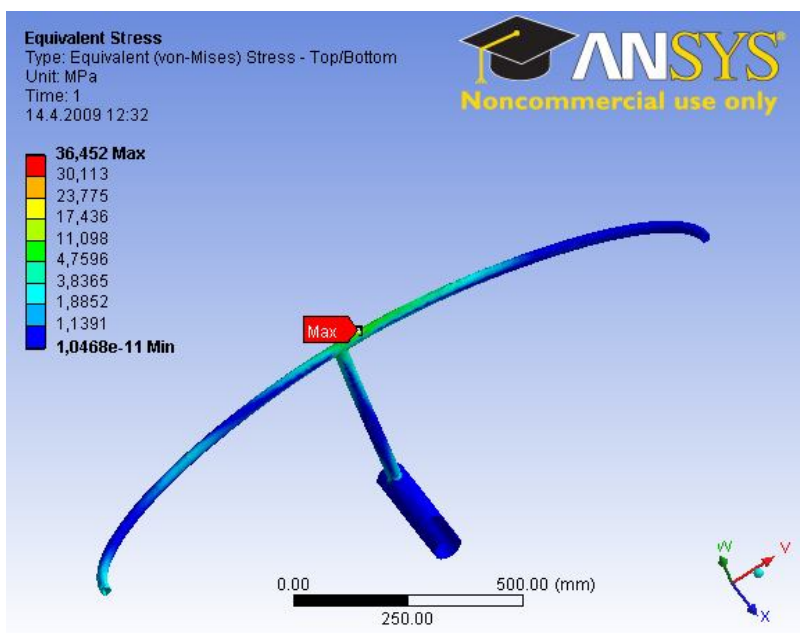 Equivalent Stress
Type: Equivalent (von-Mises) Stress - Top/Bottom
Unit: MPa
Time: 1
14.4.2009 12:32
ANSYS®
Noncommercial use only
36,452 Max
30,113
23,775
17,436
11,098
4,7596
3,8365
1,8852
1,1391
1,0468e-11 Min
Max
0.00
500.00 (mm)
250.00
W
V
X